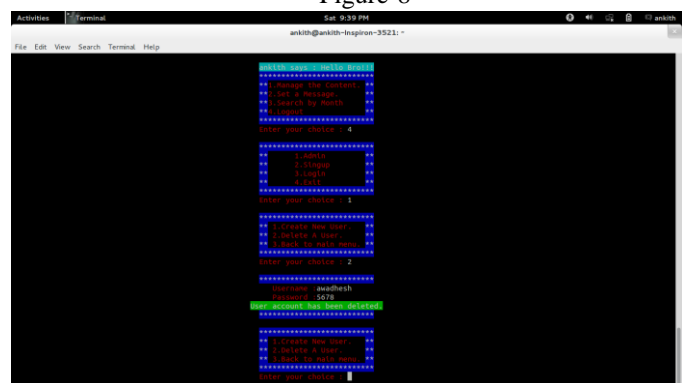 Activities Terminal Sat 9:39 PM ankith
ankith@ankith-Inspiron-3521: ~
File Edit View Search Terminal Help
ankith says : Hello Bro!!!
**************************
**1.Manage the Content. **
**2.Set a Message. **
**3.Search by Month **
**4.Logout **
**************************
Enter your choice : 4
**************************
** 1.Admin **
** 2.Singup **
** 3.Login **
** 4.Exit **
**************************
Enter your choice : 1
**************************
** 1.Create New User. **
** 2.Delete A User. **
** 3.Back to main menu. **
**************************
Enter your choice : 2
**************************
Username :awadhesh
Password :5678
User account has been deleted.
**************************
**************************
** 1.Create New User. **
** 2.Delete A User. **
** 3.Back to main menu. **
**************************
Enter your choice :